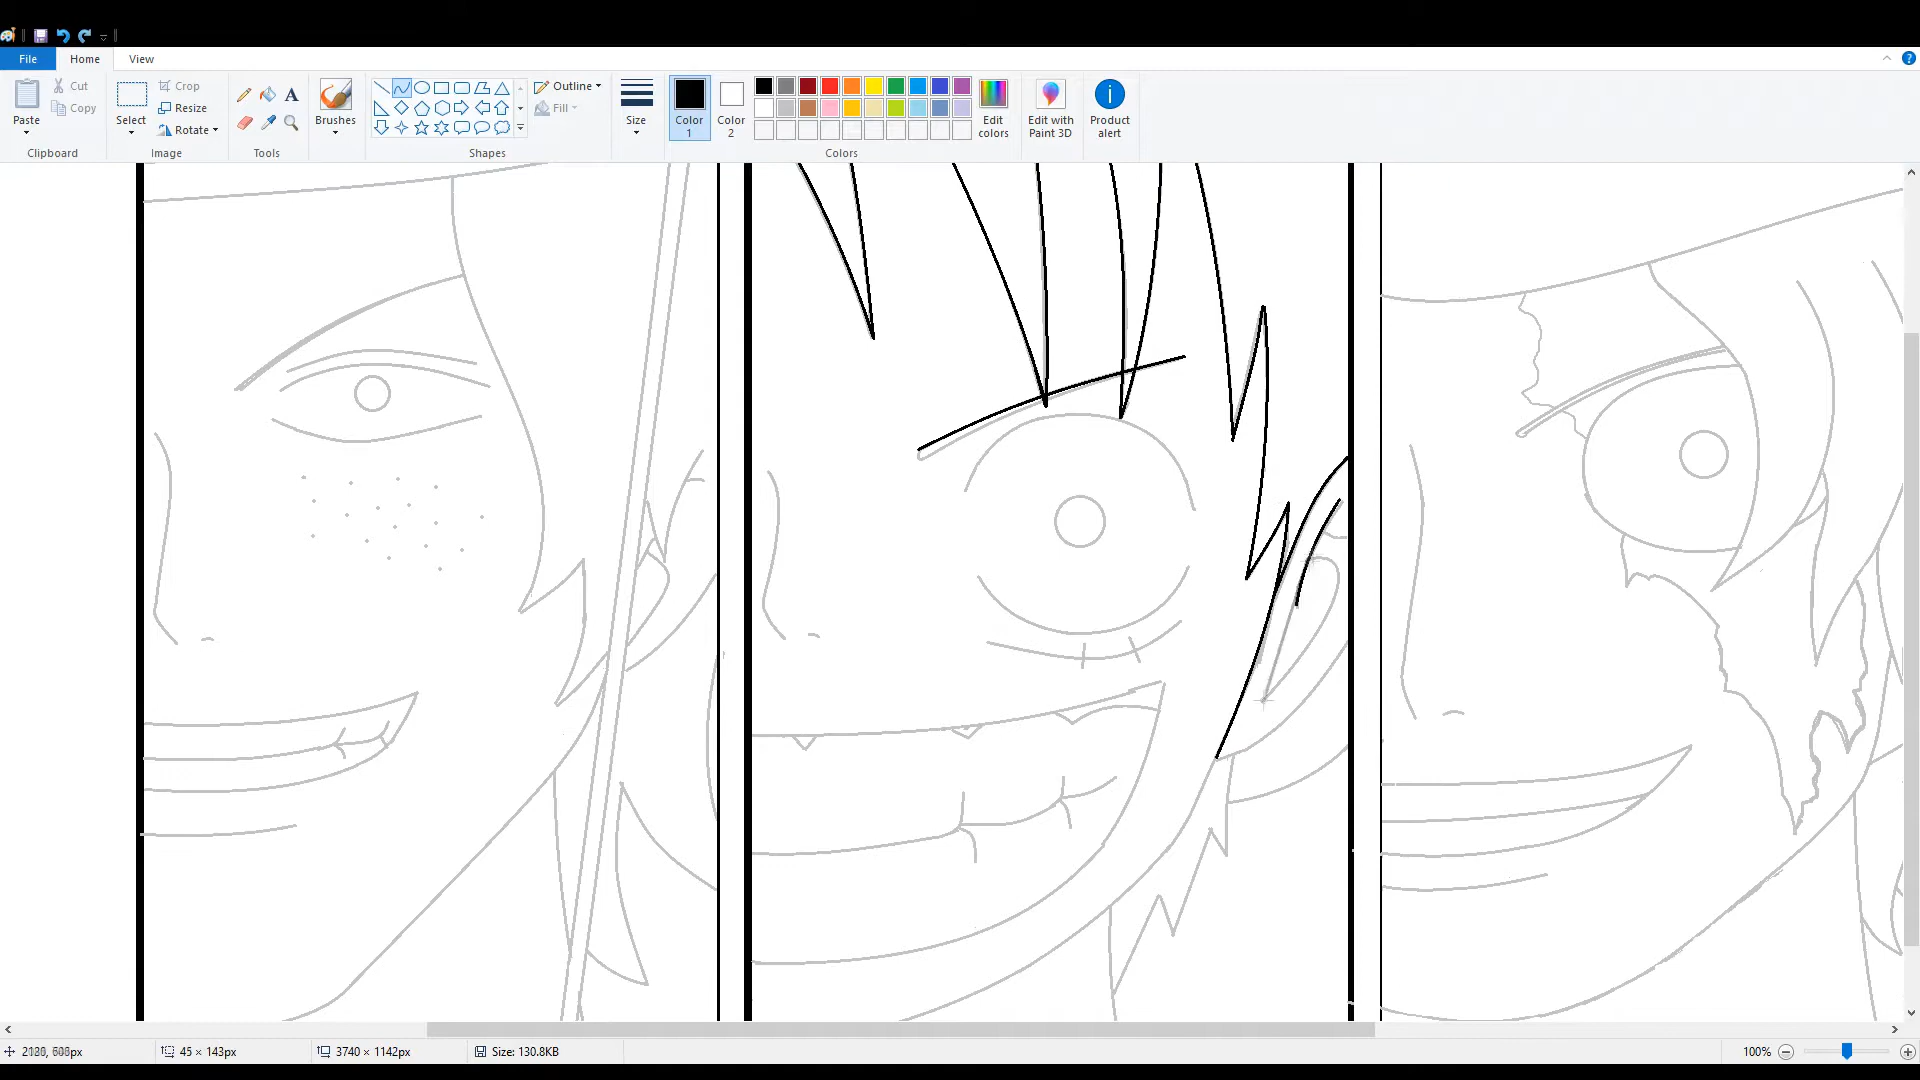 File Home View
Paste Cut Copy
Clipboard
Select Crop Resize Rotate
Image
A
Tools
Brushes
Outline Fill
Shapes
Size
Color 1
Color 2
Edit colors
Colors
Edit with Paint 3D
Product alert
45 × 143px
3740 × 1142px
Size: 130.8KB
100%